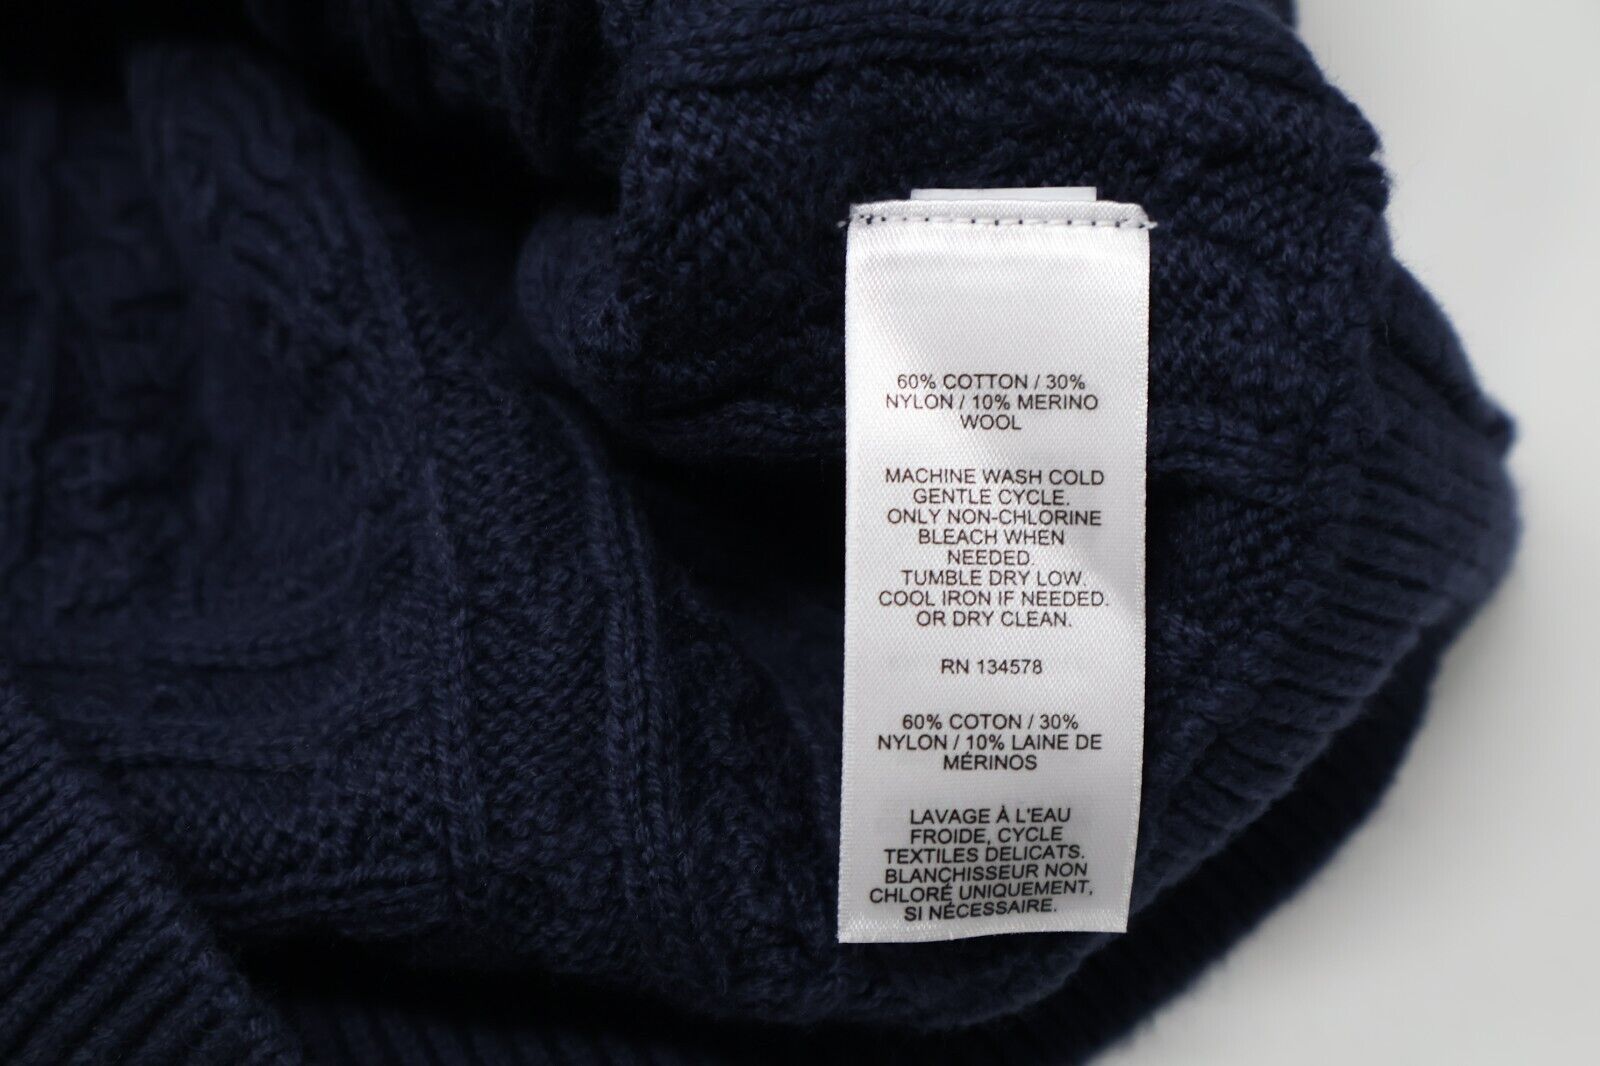 60% COTTON / 30%
NYLON / 10% MERINO
WOOL
MACHINE WASH COLD
GENTLE CYCLE.
ONLY NON-CHLORINE
BLEACH WHEN
NEEDED.
TUMBLE DRY LOW.
COOL IRON IF NEEDED.
OR DRY CLEAN.
RN 134578
60% COTON / 30%
NYLON / 10% LAINE DE
MÉRINOS
LAVAGE À L'EAU
FROIDE, CYCLE
TEXTILES DÉLICATS.
BLANCHISSEUR NON
CHLORÉ UNIQUEMENT,
SI NÉCESSAIRE.